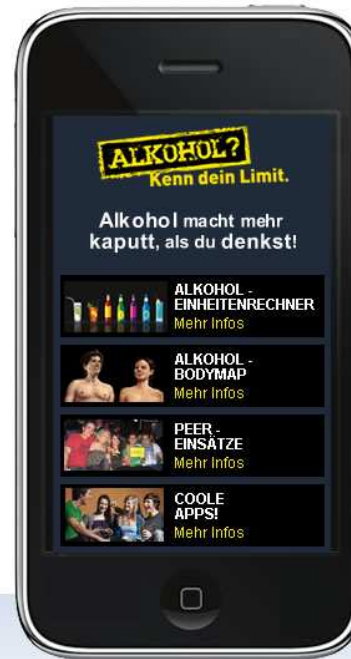 ALKOHOL?
Kenn dein Limit.
Alkohol macht mehr
kaputt, als du denkst!
ALKOHOL -
EINHEITENRECHNER
Mehr Infos
ALKOHOL -
BODYMAP
Mehr Infos
PEER -
EINSÄTZE
Mehr Infos
COOLE
APPS!
Mehr Infos